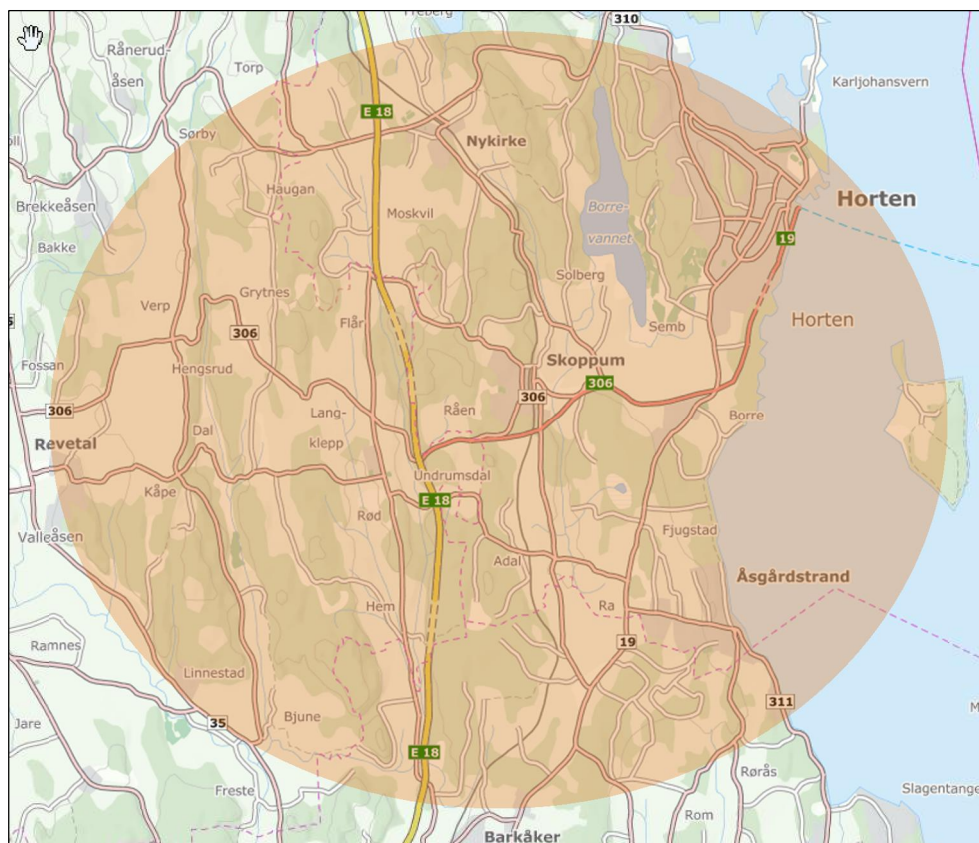 310
Freberg
Rånerud-
åsen
Torp
Karljohansvern
E 18
Sørby
Nykirke
oll
Haugan
Horten
Brekkeåsen
Moskvil
Borre-
vannet
19
Bakke
Solberg
Grytnes
Verp
Flår
Semb
Horten
306
Fossan
Hengsrud
Skoppum
306
306
306
Lang-
klepp
Råen
Borre
Revetal
Dal
Undrumsdal
Kåpe
E 18
Rød
Valleåsen
Fjugstad
Adal
Åsgårdstrand
Hem
Ra
Ramnes
19
Linnestad
311
Jare
35
Bjune
E 18
Rørås
Freste
Slagentange
Rom
Barkåker